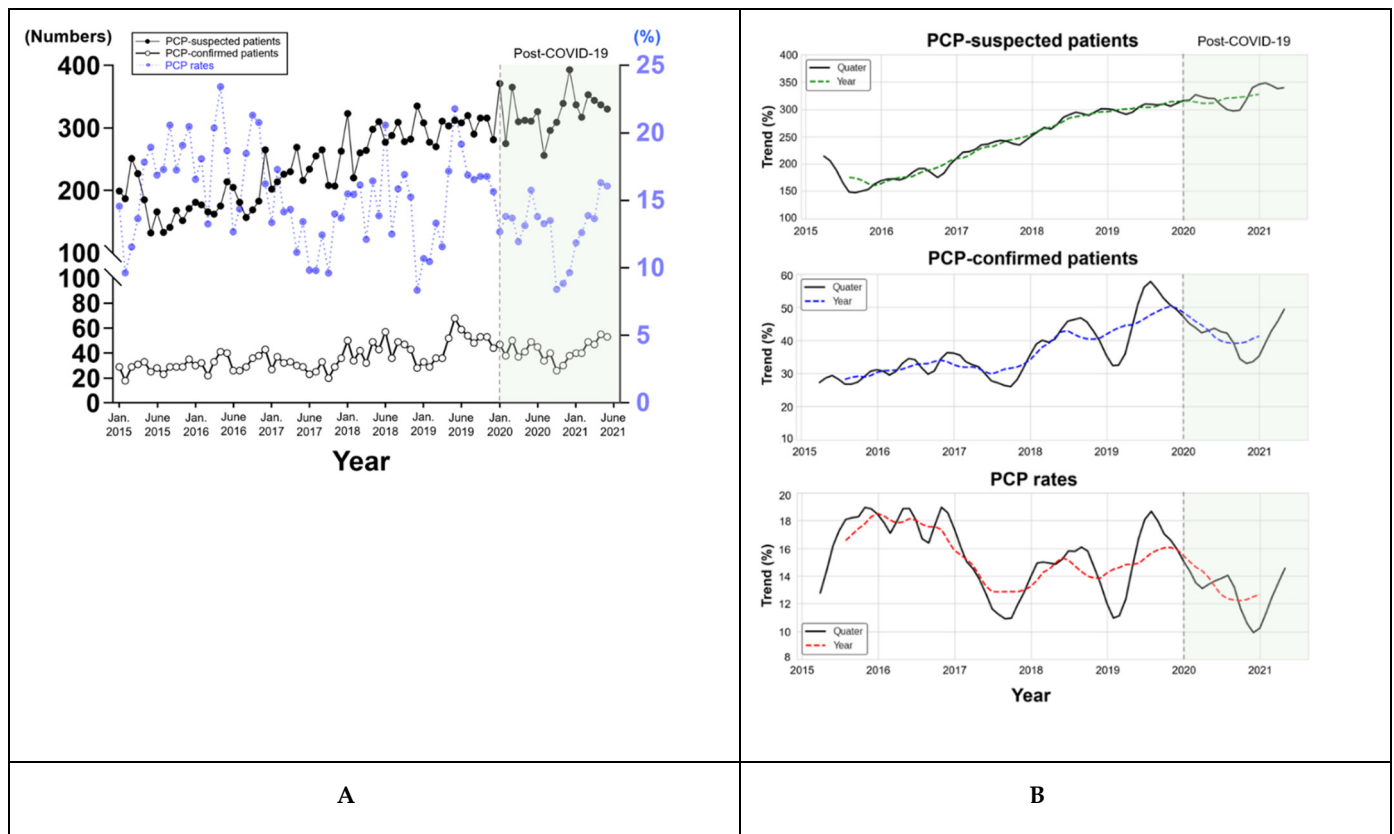 (Numbers)
PCP-suspected patients
PCP-confirmed patients
PCP rates
(%)
Post-COVID-19
400
300
200
100
100
80
60
40
20
0
25
20
15
10
5
0
Jan. 2015
June 2015
Jan. 2016
June 2016
Jan. 2017
June 2017
Jan. 2018
June 2018
Jan. 2019
June 2019
Jan. 2020
June 2020
Jan. 2021
June 2021
Year
PCP-suspected patients
Post-COVID-19
Quater
Year
Trend (%)
400
350
300
250
200
150
100
2015 2016 2017 2018 2019 2020 2021
PCP-confirmed patients
Quater
Year
Trend (%)
60
50
40
30
20
10
2015 2016 2017 2018 2019 2020 2021
PCP rates
Trend (%)
20
18
16
14
12
10
8
Quater
Year
2015 2016 2017 2018 2019 2020 2021
Year
A
B